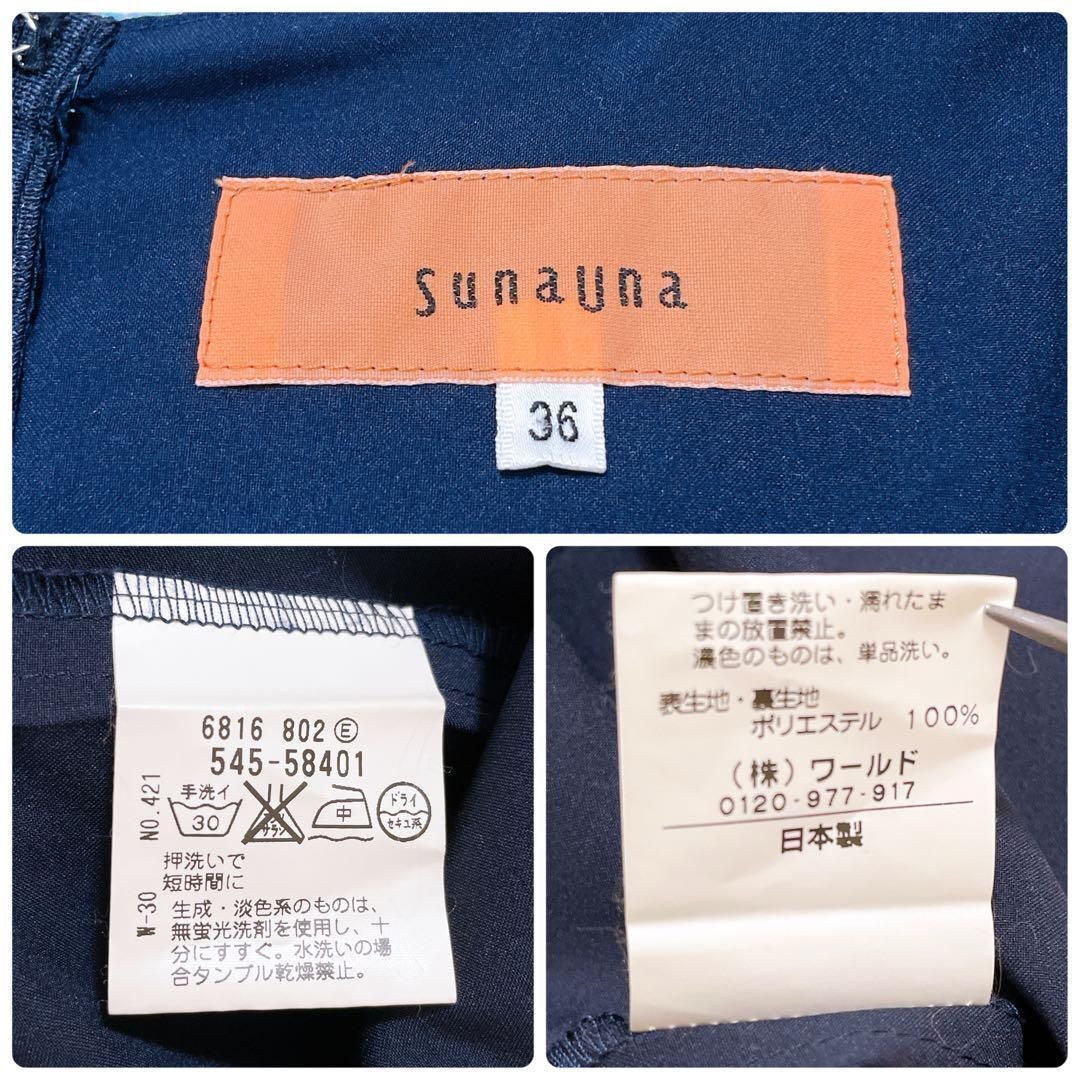 sunauna
36
6816 802 Ⓔ
545-58401
NO.421
手洗イ
30
エンソ
サラシ
中
ドライ
セキユ系
W-30
押洗いで
短時間に
生成・淡色系のものは、
無蛍光洗剤を使用し、十
分にすすぐ。水洗いの場
合タンブル乾燥禁止。
つけ置き洗い・濡れたま
まの放置禁止。
濃色のものは、単品洗い。
表生地・裏生地
ポリエステル 100%
(株)ワールド
0120-977-917
日本製